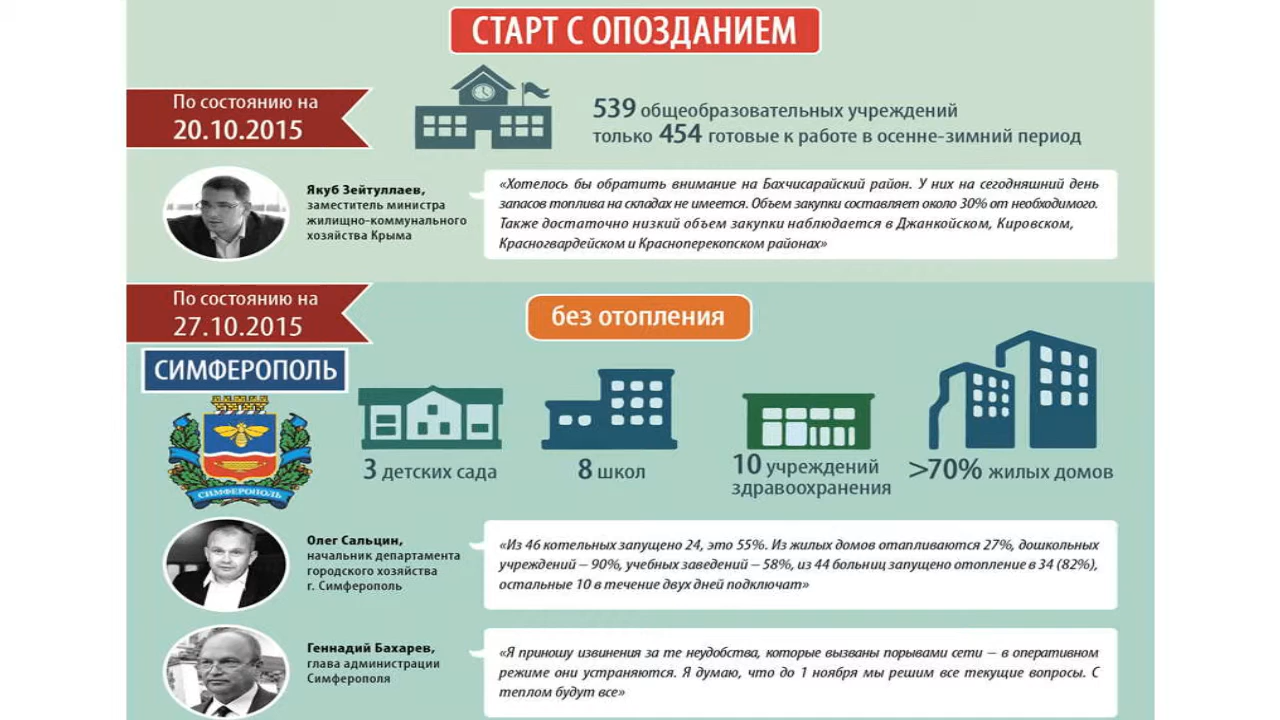 СТАРТ С ОПОЗДАНИЕМ
По состоянию на
20.10.2015
539 общеобразовательных учреждений
только 454 готовые к работе в осенне-зимний период
Якуб Зейтуллаев,
заместитель министра
жилищно-коммунального
хозяйства Крыма
«Хотелось бы обратить внимание на Бахчисарайский район. У них на сегодняшний день
запасов топлива на складах не имеется. Объем закупки составляет около 30% от необходимого.
Также достаточно низкий объем закупки наблюдается в Джанкойском, Кировском,
Красногвардейском и Красноперекопском районах»
По состоянию на
27.10.2015
без отопления
СИМФЕРОПОЛЬ
СИМФЕРОПОЛЬ
3 детских сада
8 школ
10 учреждений
здравоохранения
>70% жилых домов
Олег Сальцин,
начальник департамента
городского хозяйства
г. Симферополь
«Из 46 котельных запущено 24, это 55%. Из жилых домов отапливаются 27%, дошкольных
учреждений – 90%, учебных заведений – 58%, из 44 больниц запущено отопление в 34 (82%),
остальные 10 в течение двух дней подключат»
Геннадий Бахарев,
глава администрации
Симферополя
«Я приношу извинения за те неудобства, которые вызваны порывами сети – в оперативном
режиме они устраняются. Я думаю, что до 1 ноября мы решим все текущие вопросы. С
теплом будут все»